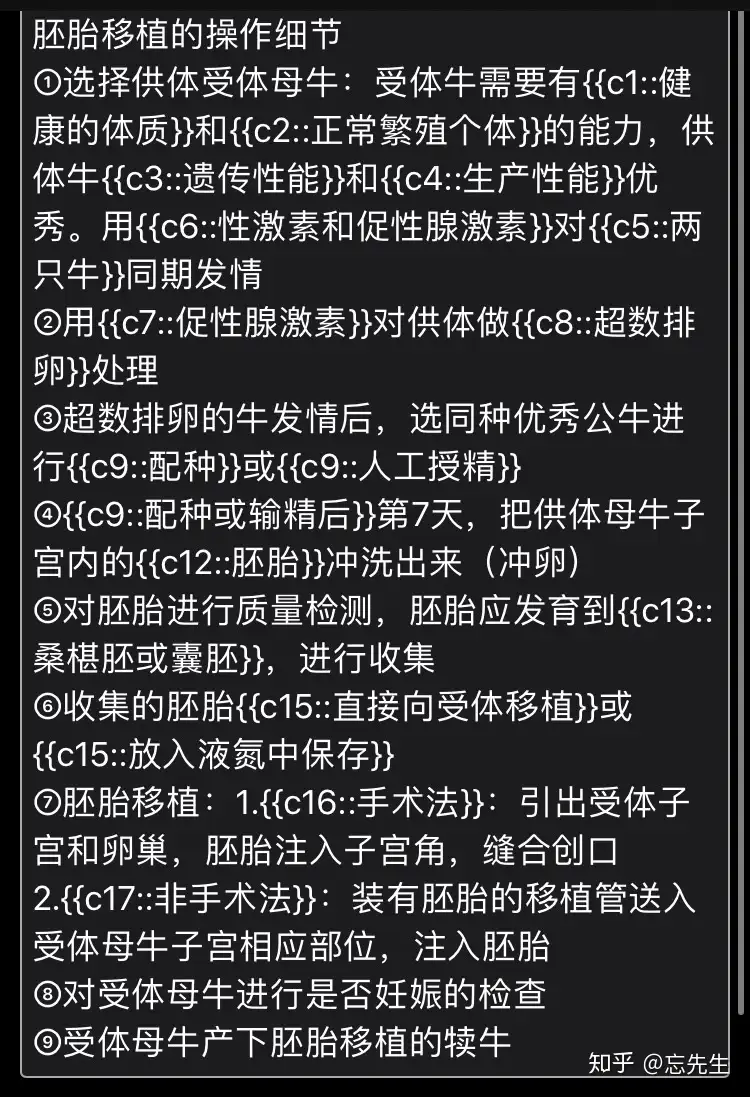 胚胎移植的操作细节
①选择供体受体母牛：受体牛需要有{{c1::健
康的体质}}和{{c2::正常繁殖个体}}的能力，供
体牛{{c3::遗传性能}}和{{c4::生产性能}}优
秀。用{{c6::性激素和促性腺激素}}对{{c5::两
只牛}}同期发情
②用{{c7::促性腺激素}}对供体做{{c8::超数排
卵}}处理
③超数排卵的牛发情后，选同种优秀公牛进
行{{c9::配种}}或{{c9::人工授精}}
④{{c9::配种或输精后}}第7天，把供体母牛子
宫内的{{c12::胚胎}}冲洗出来（冲卵）
⑤对胚胎进行质量检测，胚胎应发育到{{c13::
桑椹胚或囊胚}}，进行收集
⑥收集的胚胎{{c15::直接向受体移植}}或
{{c15::放入液氮中保存}}
⑦胚胎移植：1.{{c16::手术法}}：引出受体子
宫和卵巢，胚胎注入子宫角，缝合创口
2.{{c17::非手术法}}：装有胚胎的移植管送入
受体母牛子宫相应部位，注入胚胎
⑧对受体母牛进行是否妊娠的检查
⑨受体母牛产下胚胎移植的犊牛
知乎 @忘先生